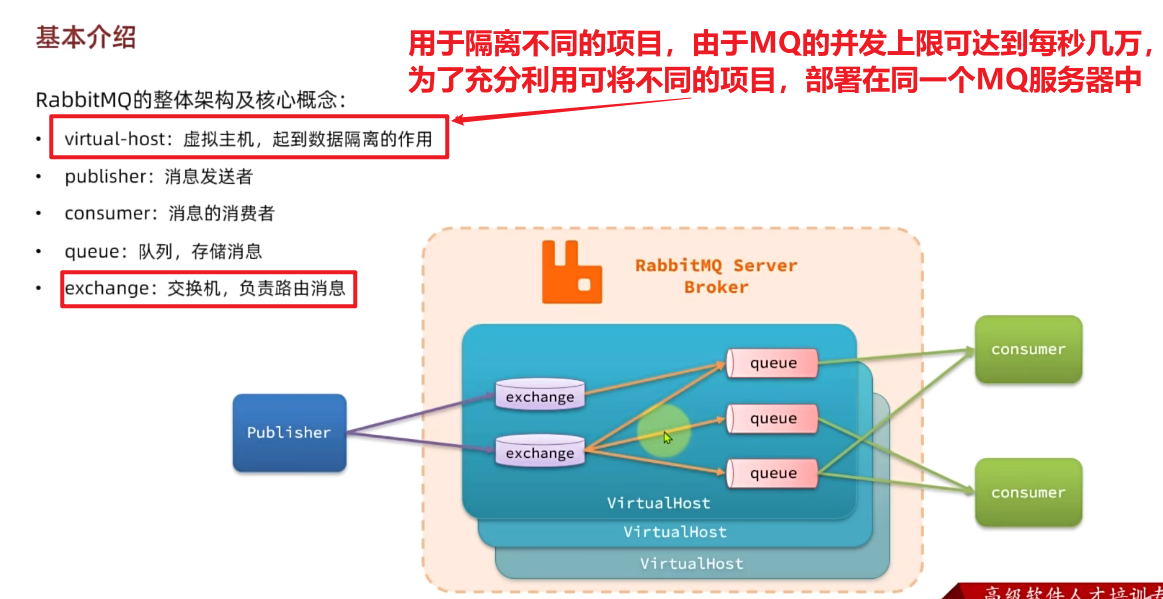 基本介绍
用于隔离不同的项目，由于MQ的并发上限可达到每秒几万，
为了充分利用可将不同的项目，部署在同一个MQ服务器中
RabbitMQ的整体架构及核心概念：
• virtual-host：虚拟主机，起到数据隔离的作用
• publisher：消息发送者
• consumer：消息的消费者
• queue：队列，存储消息
• exchange：交换机，负责路由消息
RabbitMQ Server
Broker
Publisher
exchange
exchange
queue
queue
queue
VirtualHost
VirtualHost
VirtualHost
consumer
consumer
高级软件人才培训